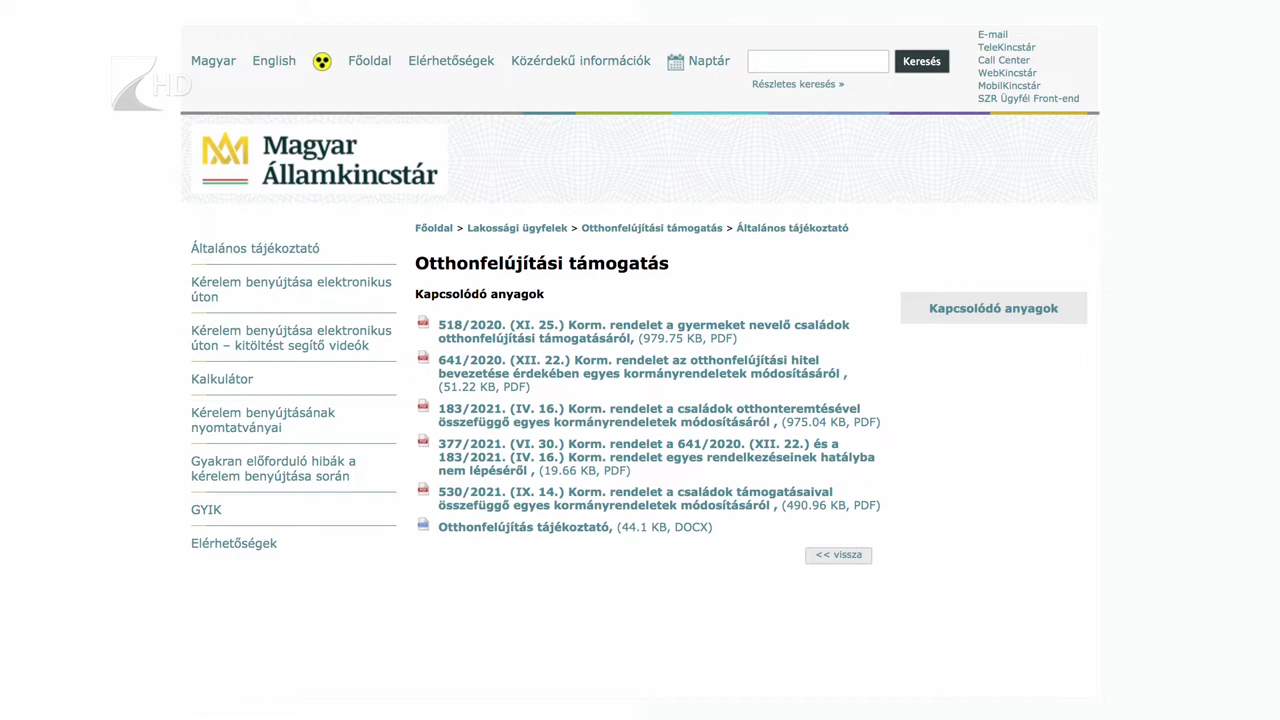 Magyar English Főoldal Elérhetőségek Közérdekű információk Naptár Keresés
Részletes keresés »
E-mail
TeleKincstár
Call Center
WebKincstár
MobilKincstár
SZR Ügyfél Front-end
HD
Magyar
Államkincstár
Főoldal > Lakossági ügyfelek > Otthonfelújítási támogatás > Általános tájékoztató
Általános tájékoztató
Kérelem benyújtása elektronikus
úton
Kérelem benyújtása elektronikus
úton – kitöltést segítő videók
Kalkulátor
Kérelem benyújtásának
nyomtatványai
Gyakran előforduló hibák a
kérelem benyújtása során
GYIK
Elérhetőségek
Otthonfelújítási támogatás
Kapcsolódó anyagok
518/2020. (XI. 25.) Korm. rendelet a gyermeket nevelő családok
otthonfelújítási támogatásáról, (979.75 KB, PDF)
641/2020. (XII. 22.) Korm. rendelet az otthonfelújítási hitel
bevezetése érdekében egyes kormányrendeletek módosításáról ,
(51.22 KB, PDF)
183/2021. (IV. 16.) Korm. rendelet a családok otthonteremtésével
összefüggő egyes kormányrendeletek módosításáról , (975.04 KB, PDF)
377/2021. (VI. 30.) Korm. rendelet a 641/2020. (XII. 22.) és a
183/2021. (IV. 16.) Korm. rendelet egyes rendelkezéseinek hatályba
nem lépéséről , (19.66 KB, PDF)
530/2021. (IX. 14.) Korm. rendelet a családok támogatásaival
összefüggő egyes kormányrendeletek módosításáról , (490.96 KB, PDF)
Otthonfelújítás tájékoztató, (44.1 KB, DOCX)
<< vissza
Kapcsolódó anyagok